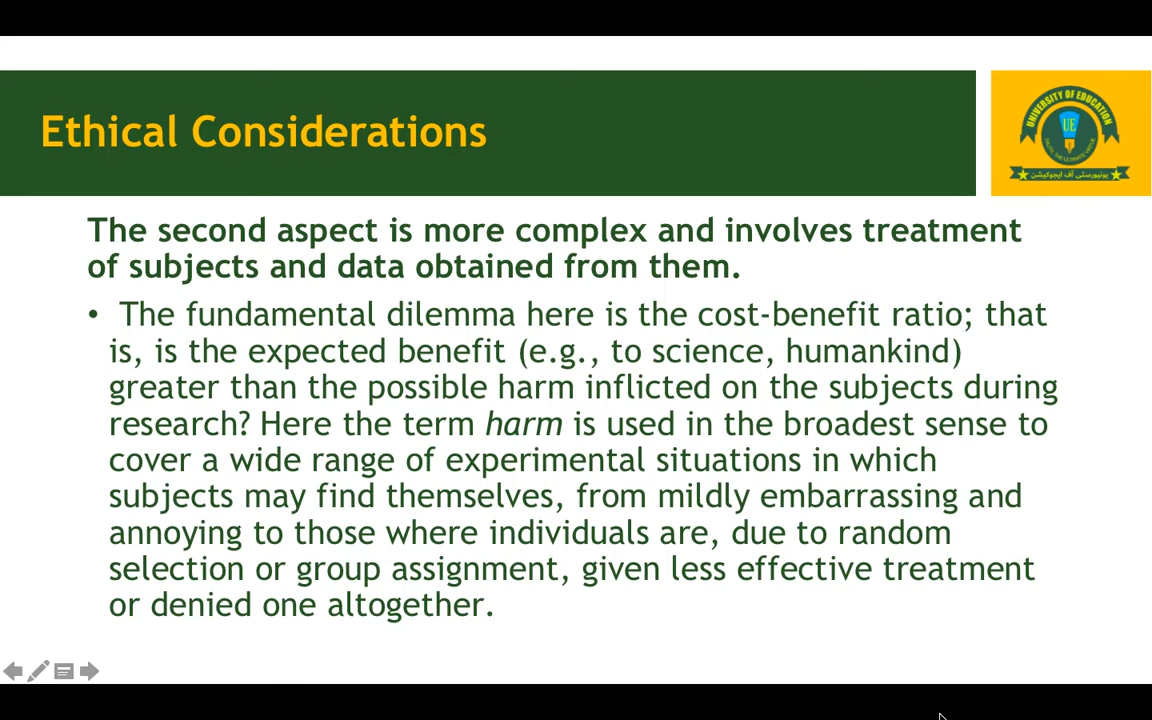 Ethical Considerations
UNIVERSITY OF EDUCATION
UE
یونیورسٹی آف ایجوکیشن
The second aspect is more complex and involves treatment
of subjects and data obtained from them.
• The fundamental dilemma here is the cost-benefit ratio; that
is, is the expected benefit (e.g., to science, humankind)
greater than the possible harm inflicted on the subjects during
research? Here the term harm is used in the broadest sense to
cover a wide range of experimental situations in which
subjects may find themselves, from mildly embarrassing and
annoying to those where individuals are, due to random
selection or group assignment, given less effective treatment
or denied one altogether.